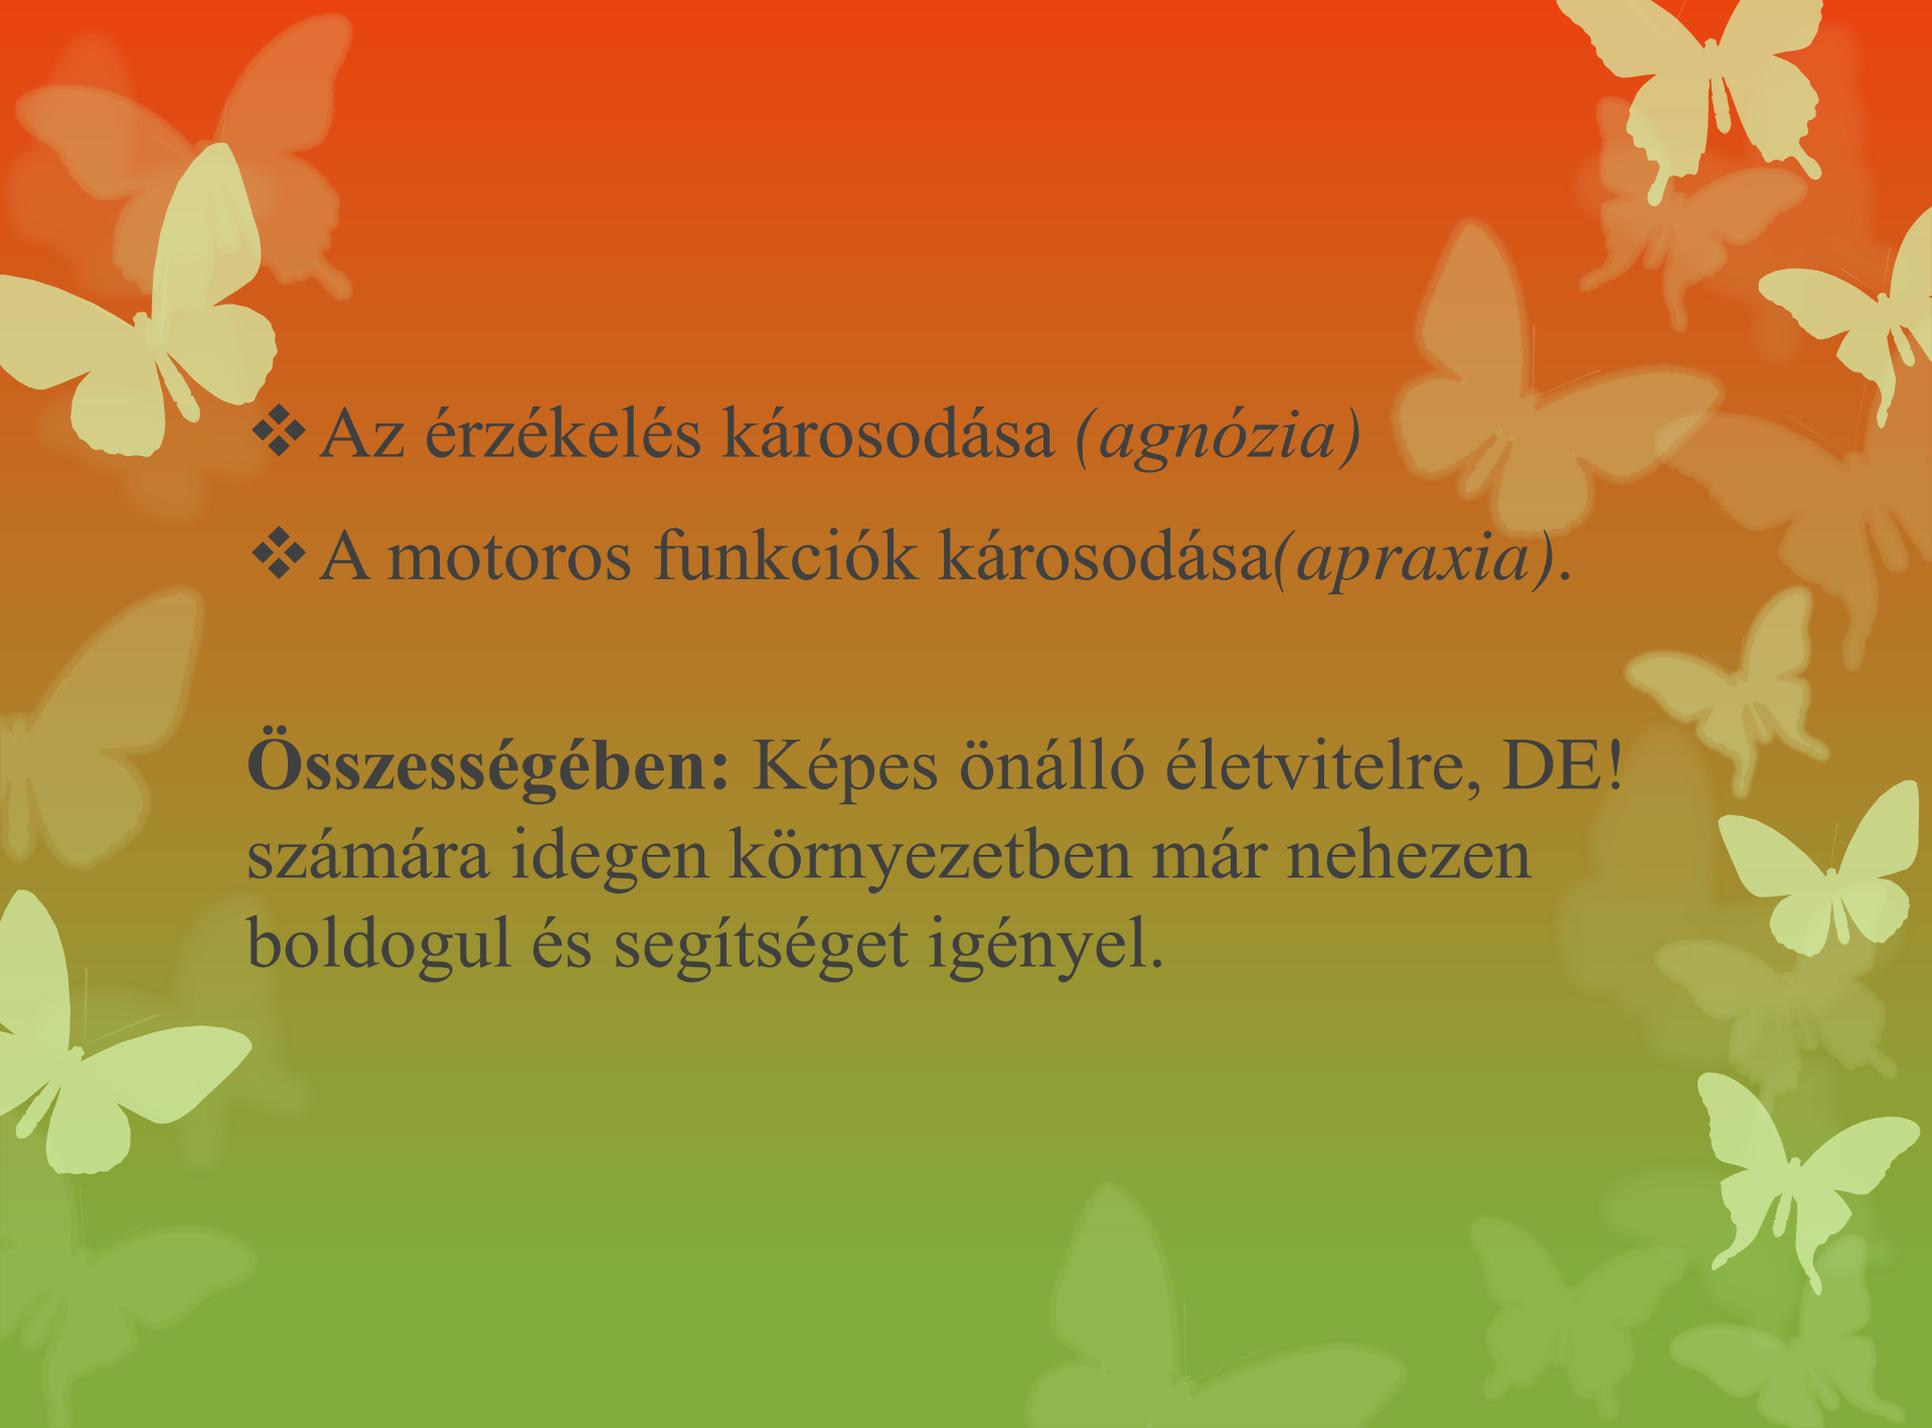 ❖Az érzékelés károsodása (agnózia)
❖A motoros funkciók károsodása(apraxia).
Összességében: Képes önálló életvitelre, DE!
számára idegen környezetben már nehezen
boldogul és segítséget igényel.